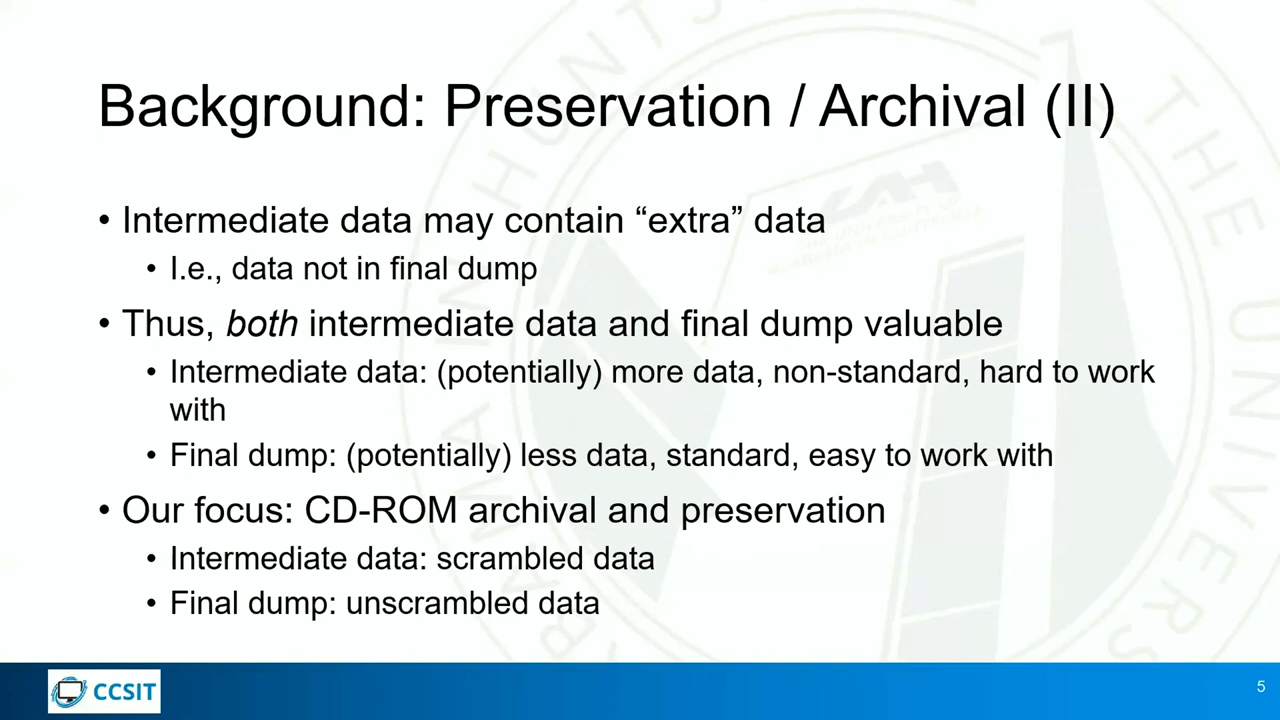 Background: Preservation / Archival (II)
• Intermediate data may contain “extra” data
• I.e., data not in final dump
• Thus, both intermediate data and final dump valuable
• Intermediate data: (potentially) more data, non-standard, hard to work
with
• Final dump: (potentially) less data, standard, easy to work with
• Our focus: CD-ROM archival and preservation
• Intermediate data: scrambled data
• Final dump: unscrambled data
CCSIT
5